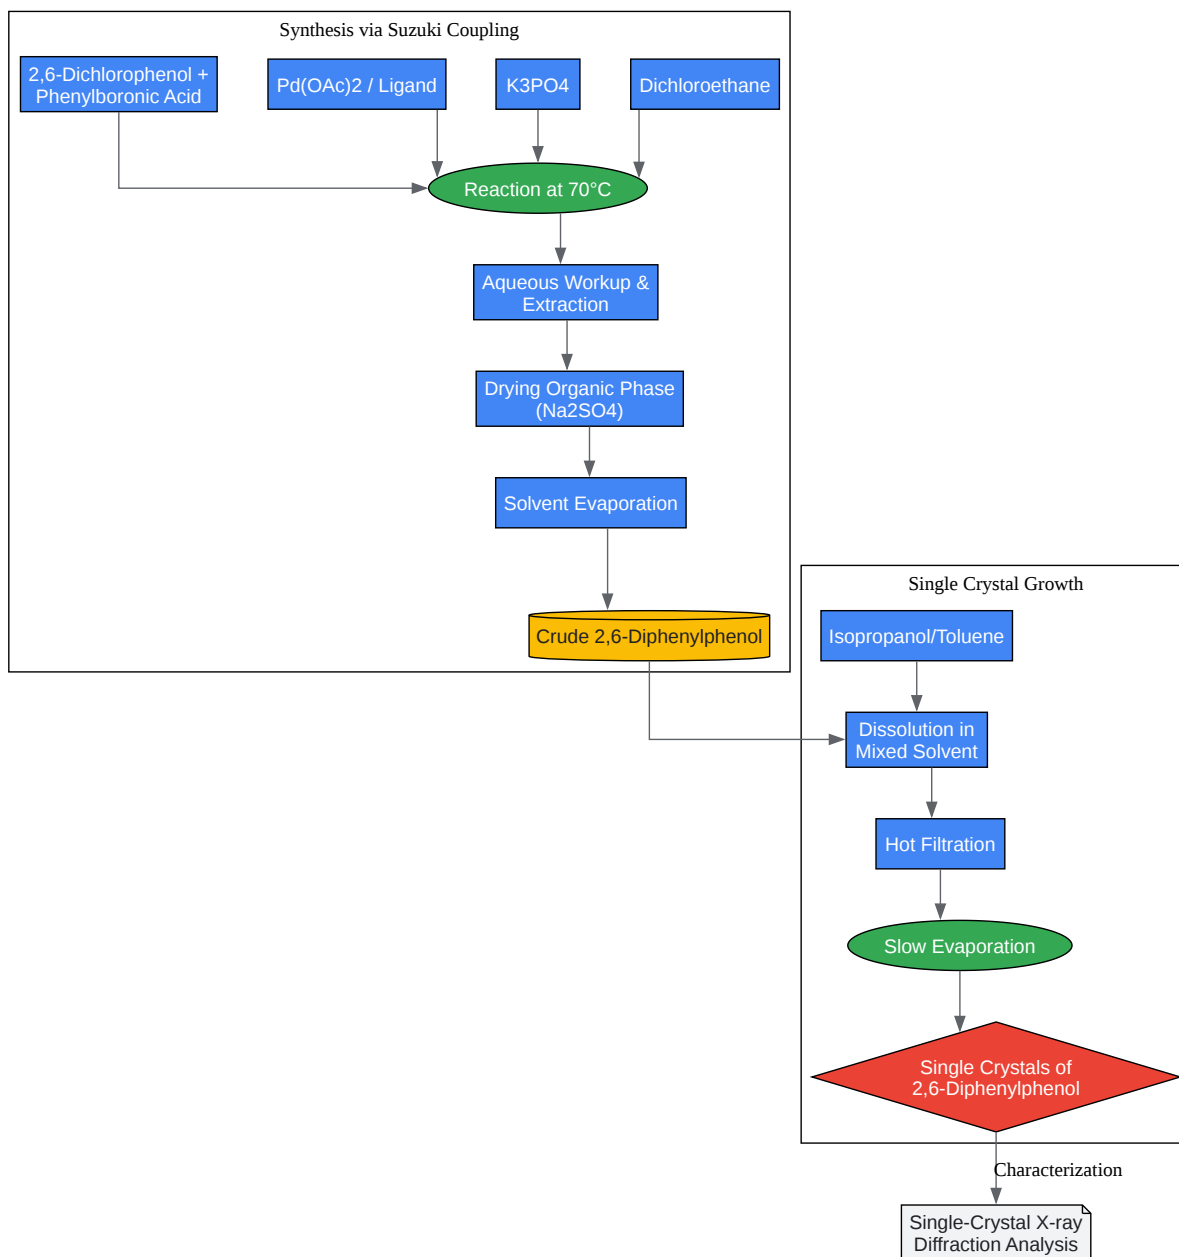 Synthesis via Suzuki Coupling
2,6-Dichlorophenol +
Phenylboronic Acid
Pd(OAc)2 / Ligand
K3PO4
Dichloroethane
Reaction at 70°C
Aqueous Workup &
Extraction
Drying Organic Phase
(Na2SO4)
Solvent Evaporation
Crude 2,6-Diphenylphenol
Single Crystal Growth
Isopropanol/Toluene
Dissolution in
Mixed Solvent
Hot Filtration
Slow Evaporation
Single Crystals of
2,6-Diphenylphenol
Characterization
Single-Crystal X-ray
Diffraction Analysis